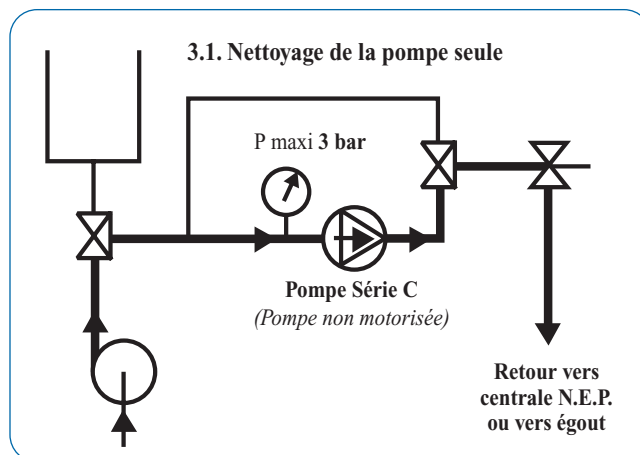 3.1. Nettoyage de la pompe seule
P maxi 3 bar
Pompe Série C
(Pompe non motorisée)
Retour vers
centrale N.E.P.
ou vers égout